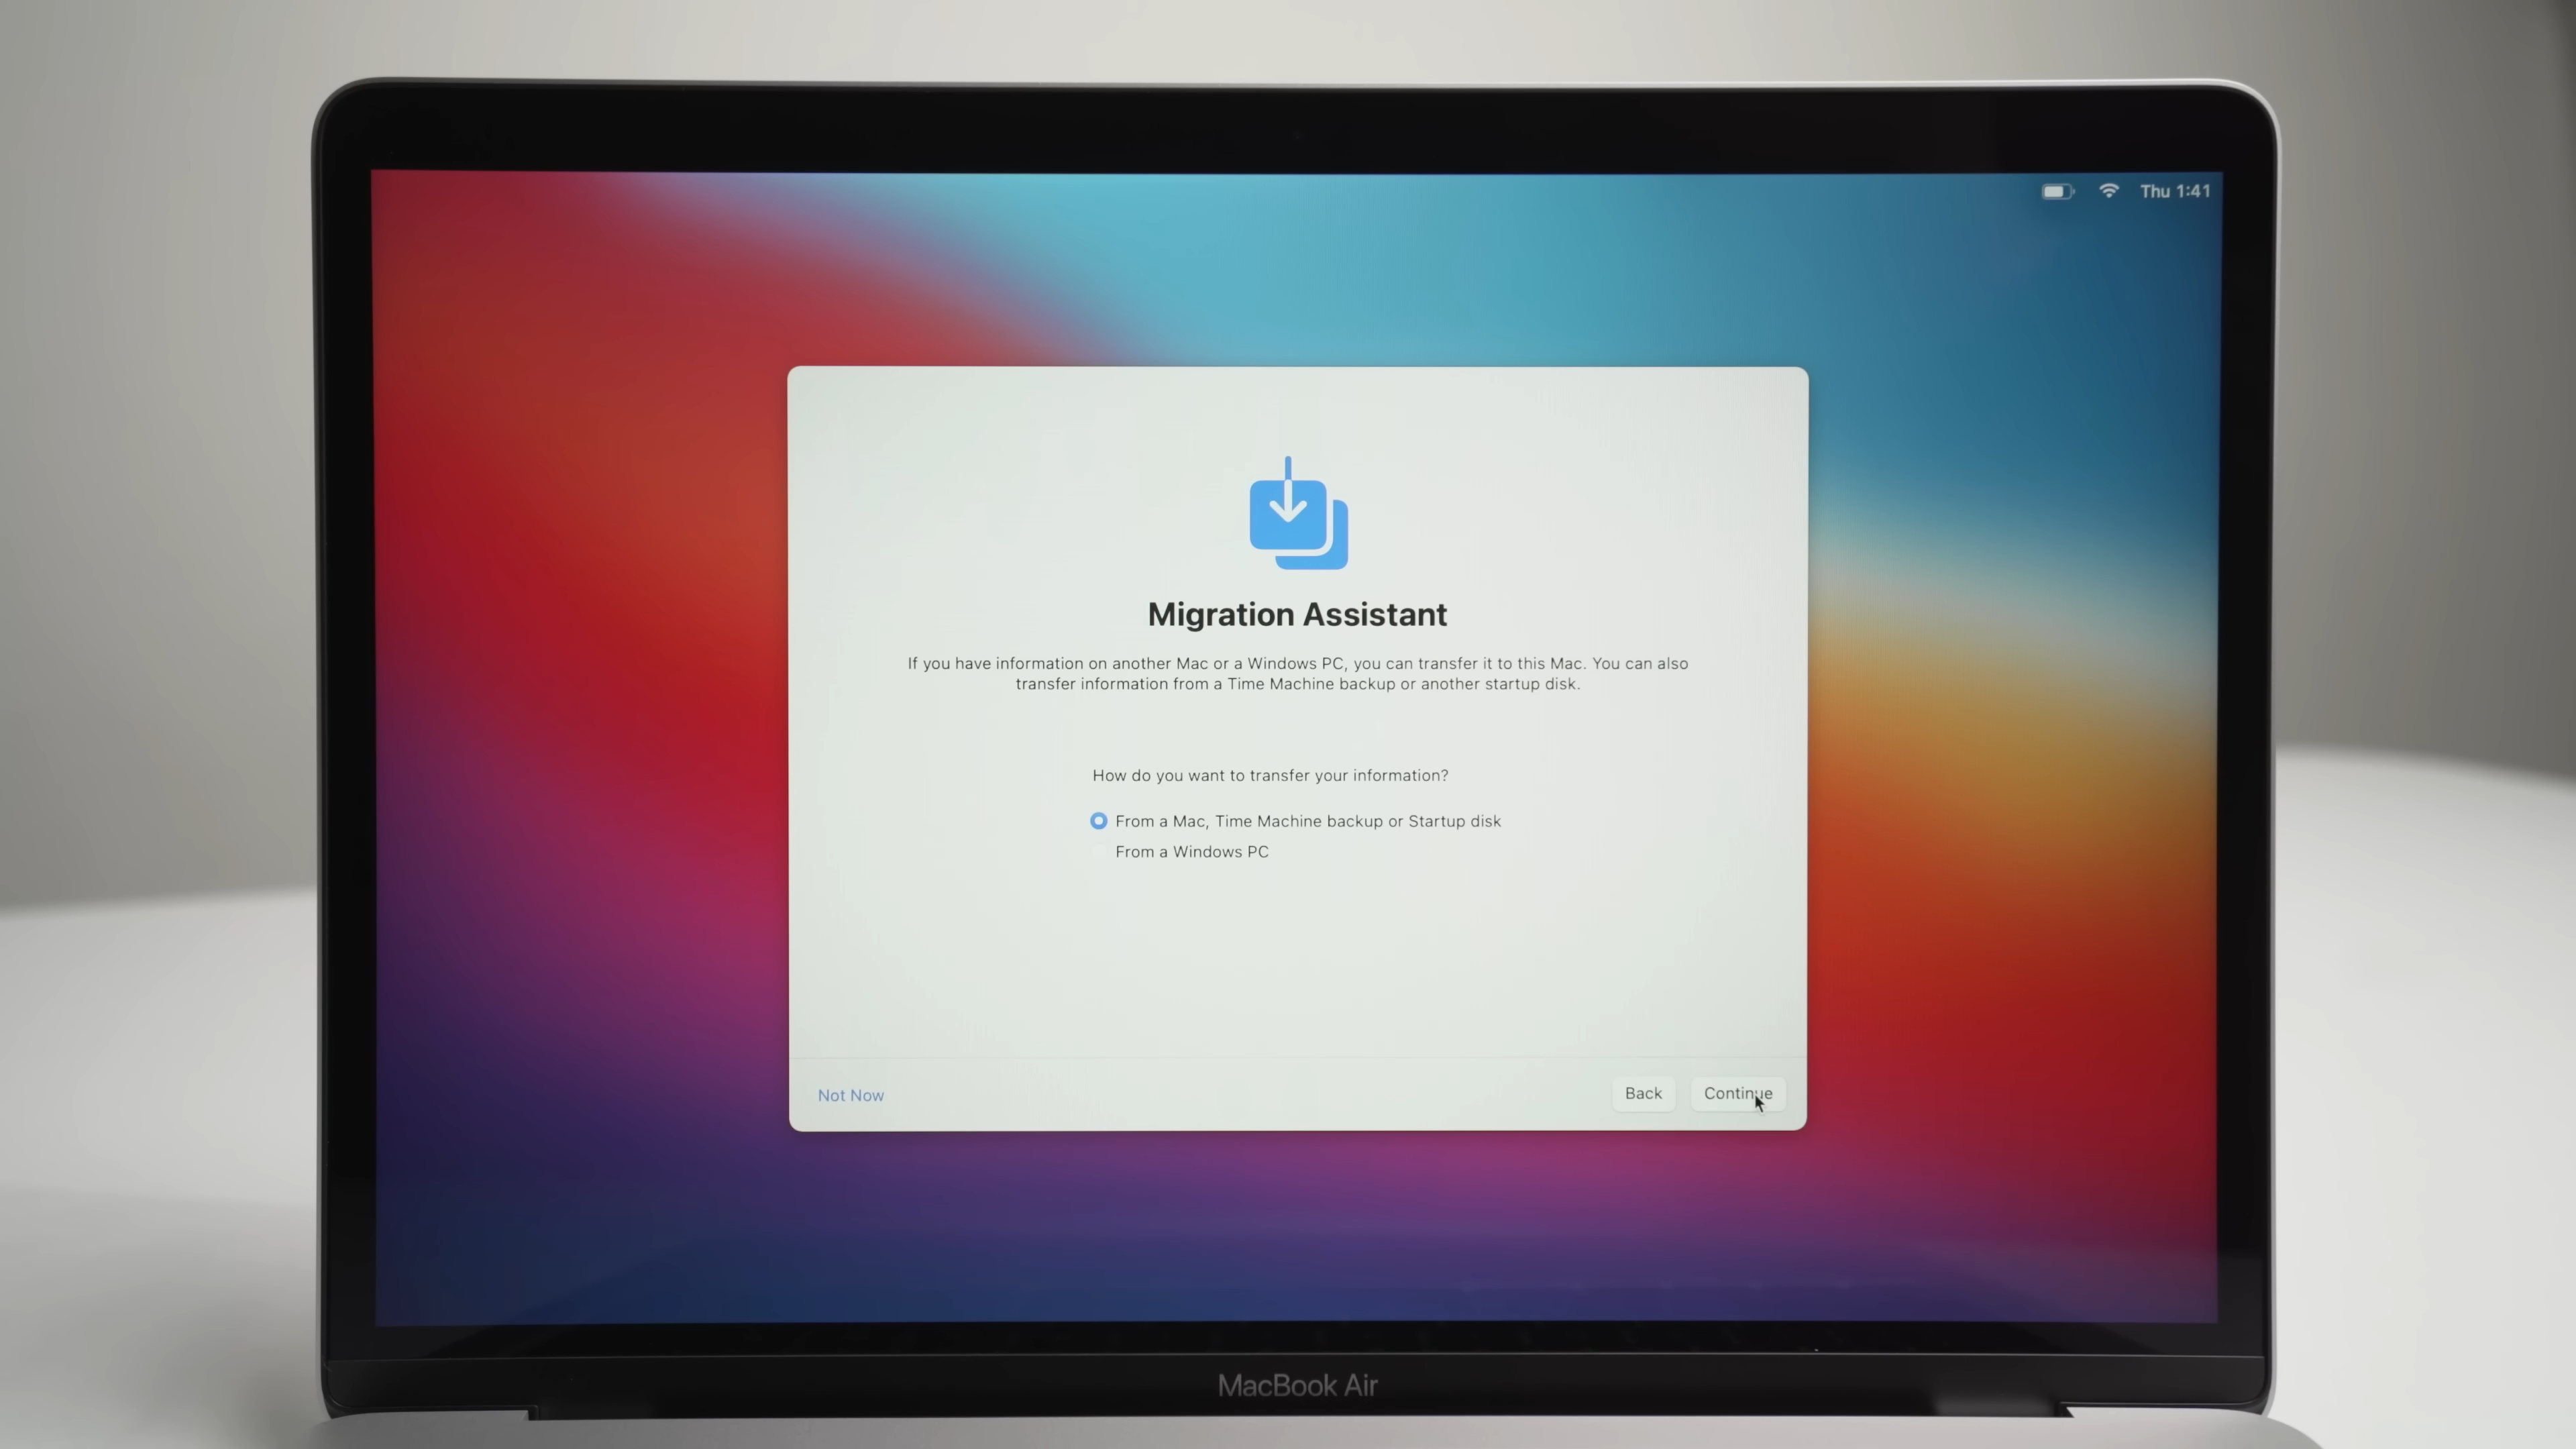 Thu 1:41
Migration Assistant
If you have information on another Mac or a Windows PC, you can transfer it to this Mac. You can also
transfer information from a Time Machine backup or another startup disk.
How do you want to transfer your information?
From a Mac, Time Machine backup or Startup disk
From a Windows PC
Not Now
Back
Continue
MacBook Air